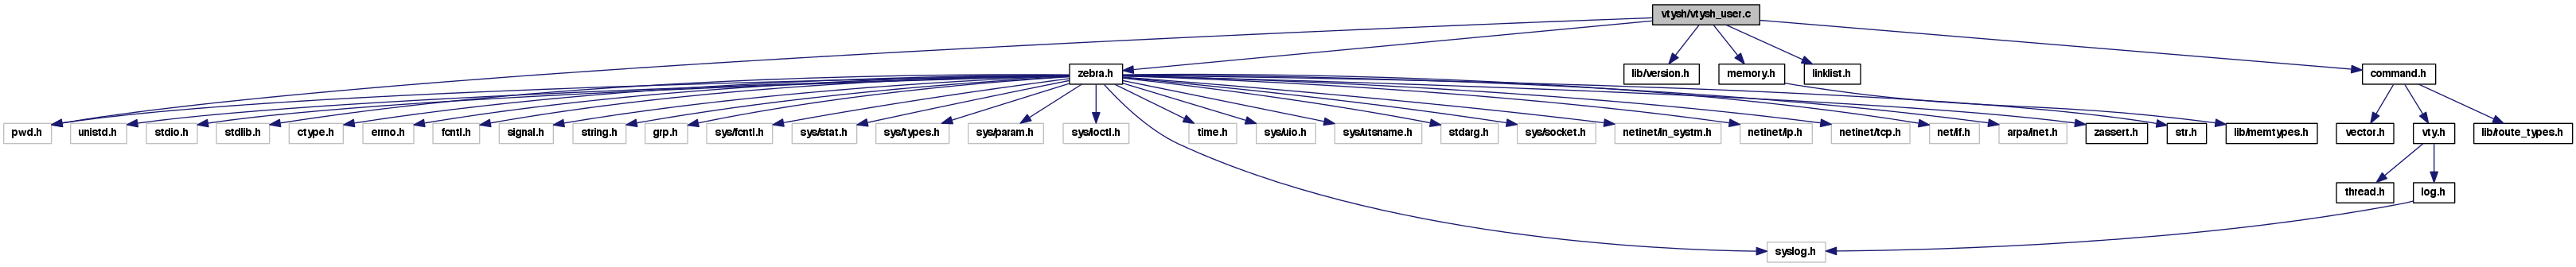 vtysh/vtysh_user.c
zebra.h
lib/version.h
memory.h
linklist.h
command.h
pwd.h
unistd.h
stdio.h
stdlib.h
ctype.h
errno.h
fcntl.h
signal.h
string.h
grp.h
sys/fcntl.h
sys/stat.h
sys/types.h
sys/param.h
sys/ioctl.h
time.h
sys/uio.h
sys/utsname.h
stdarg.h
sys/socket.h
netinet/in_systm.h
netinet/ip.h
netinet/tcp.h
net/if.h
arpa/inet.h
zassert.h
str.h
lib/memtypes.h
vector.h
vty.h
lib/route_types.h
thread.h
log.h
syslog.h